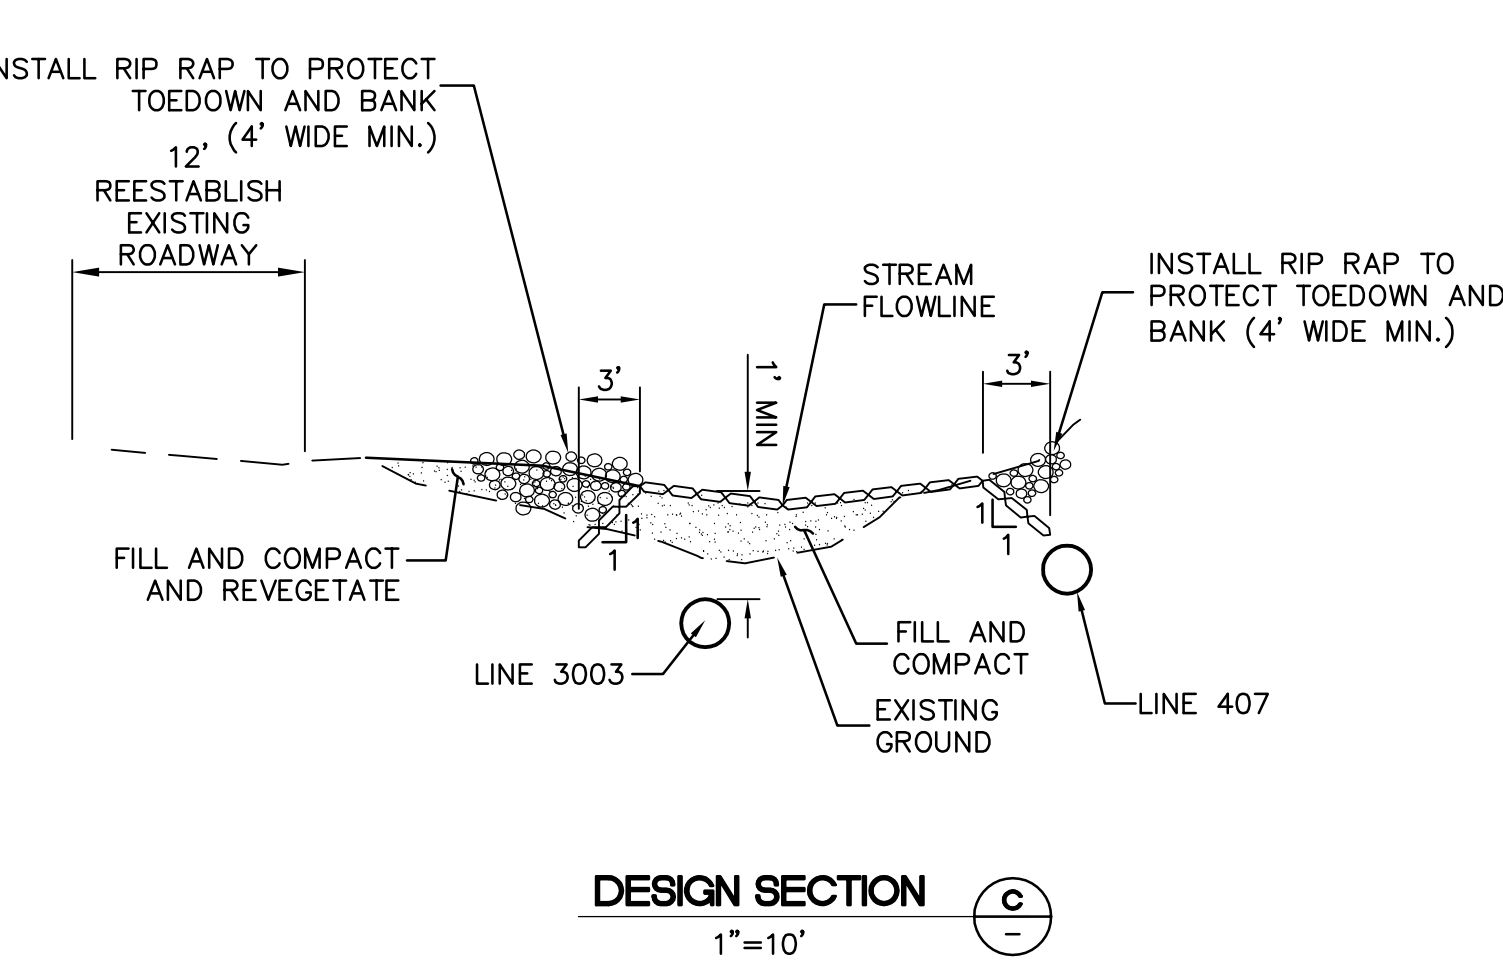 NSTALL RIP RAP TO PROTECT
TOEDOWN AND BANK
(4' WIDE MIN.)
12'
REESTABLISH
EXISTING
ROADWAY
STREAM
FLOWLINE
INSTALL RIP RAP TO
PROTECT TOEDOWN AND
BANK (4' WIDE MIN.)
3'
1' MIN
3'
1
1
1
1
FILL AND COMPACT
AND REVEGETATE
LINE 3003
FILL AND
COMPACT
EXISTING
GROUND
LINE 407
DESIGN SECTION
1"=10'
C
–